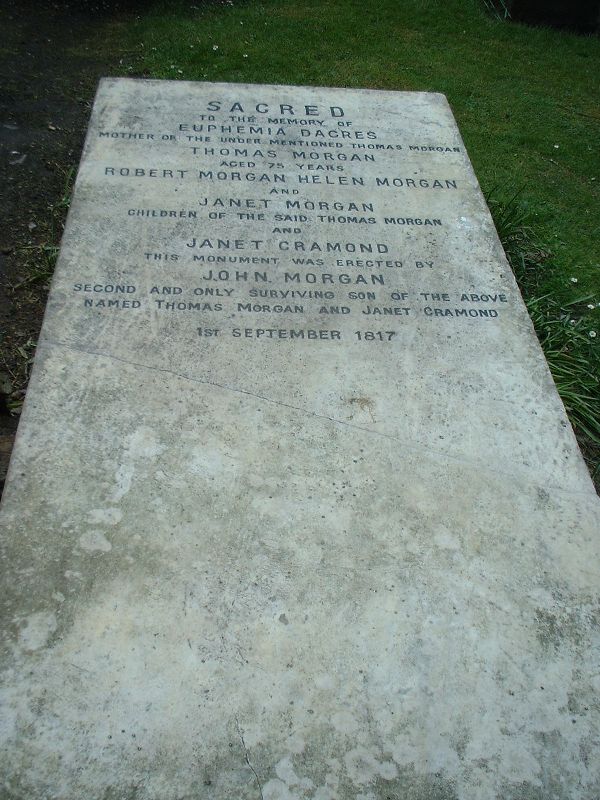 SACRED
TO THE MEMORY OF
EUPHEMIA DACRES
MOTHER OF THE UNDER MENTIONED THOMAS MORGAN
THOMAS MORGAN
AGED 75 YEARS
ROBERT MORGAN HELEN MORGAN
AND
JANET MORGAN
CHILDREN OF THE SAID THOMAS MORGAN
AND
JANET CRAMOND
THIS MONUMENT WAS ERECTED BY
JOHN MORGAN
SECOND AND ONLY SURVIVING SON OF THE ABOVE
NAMED THOMAS MORGAN AND JANET CRAMOND
1ST SEPTEMBER 1817